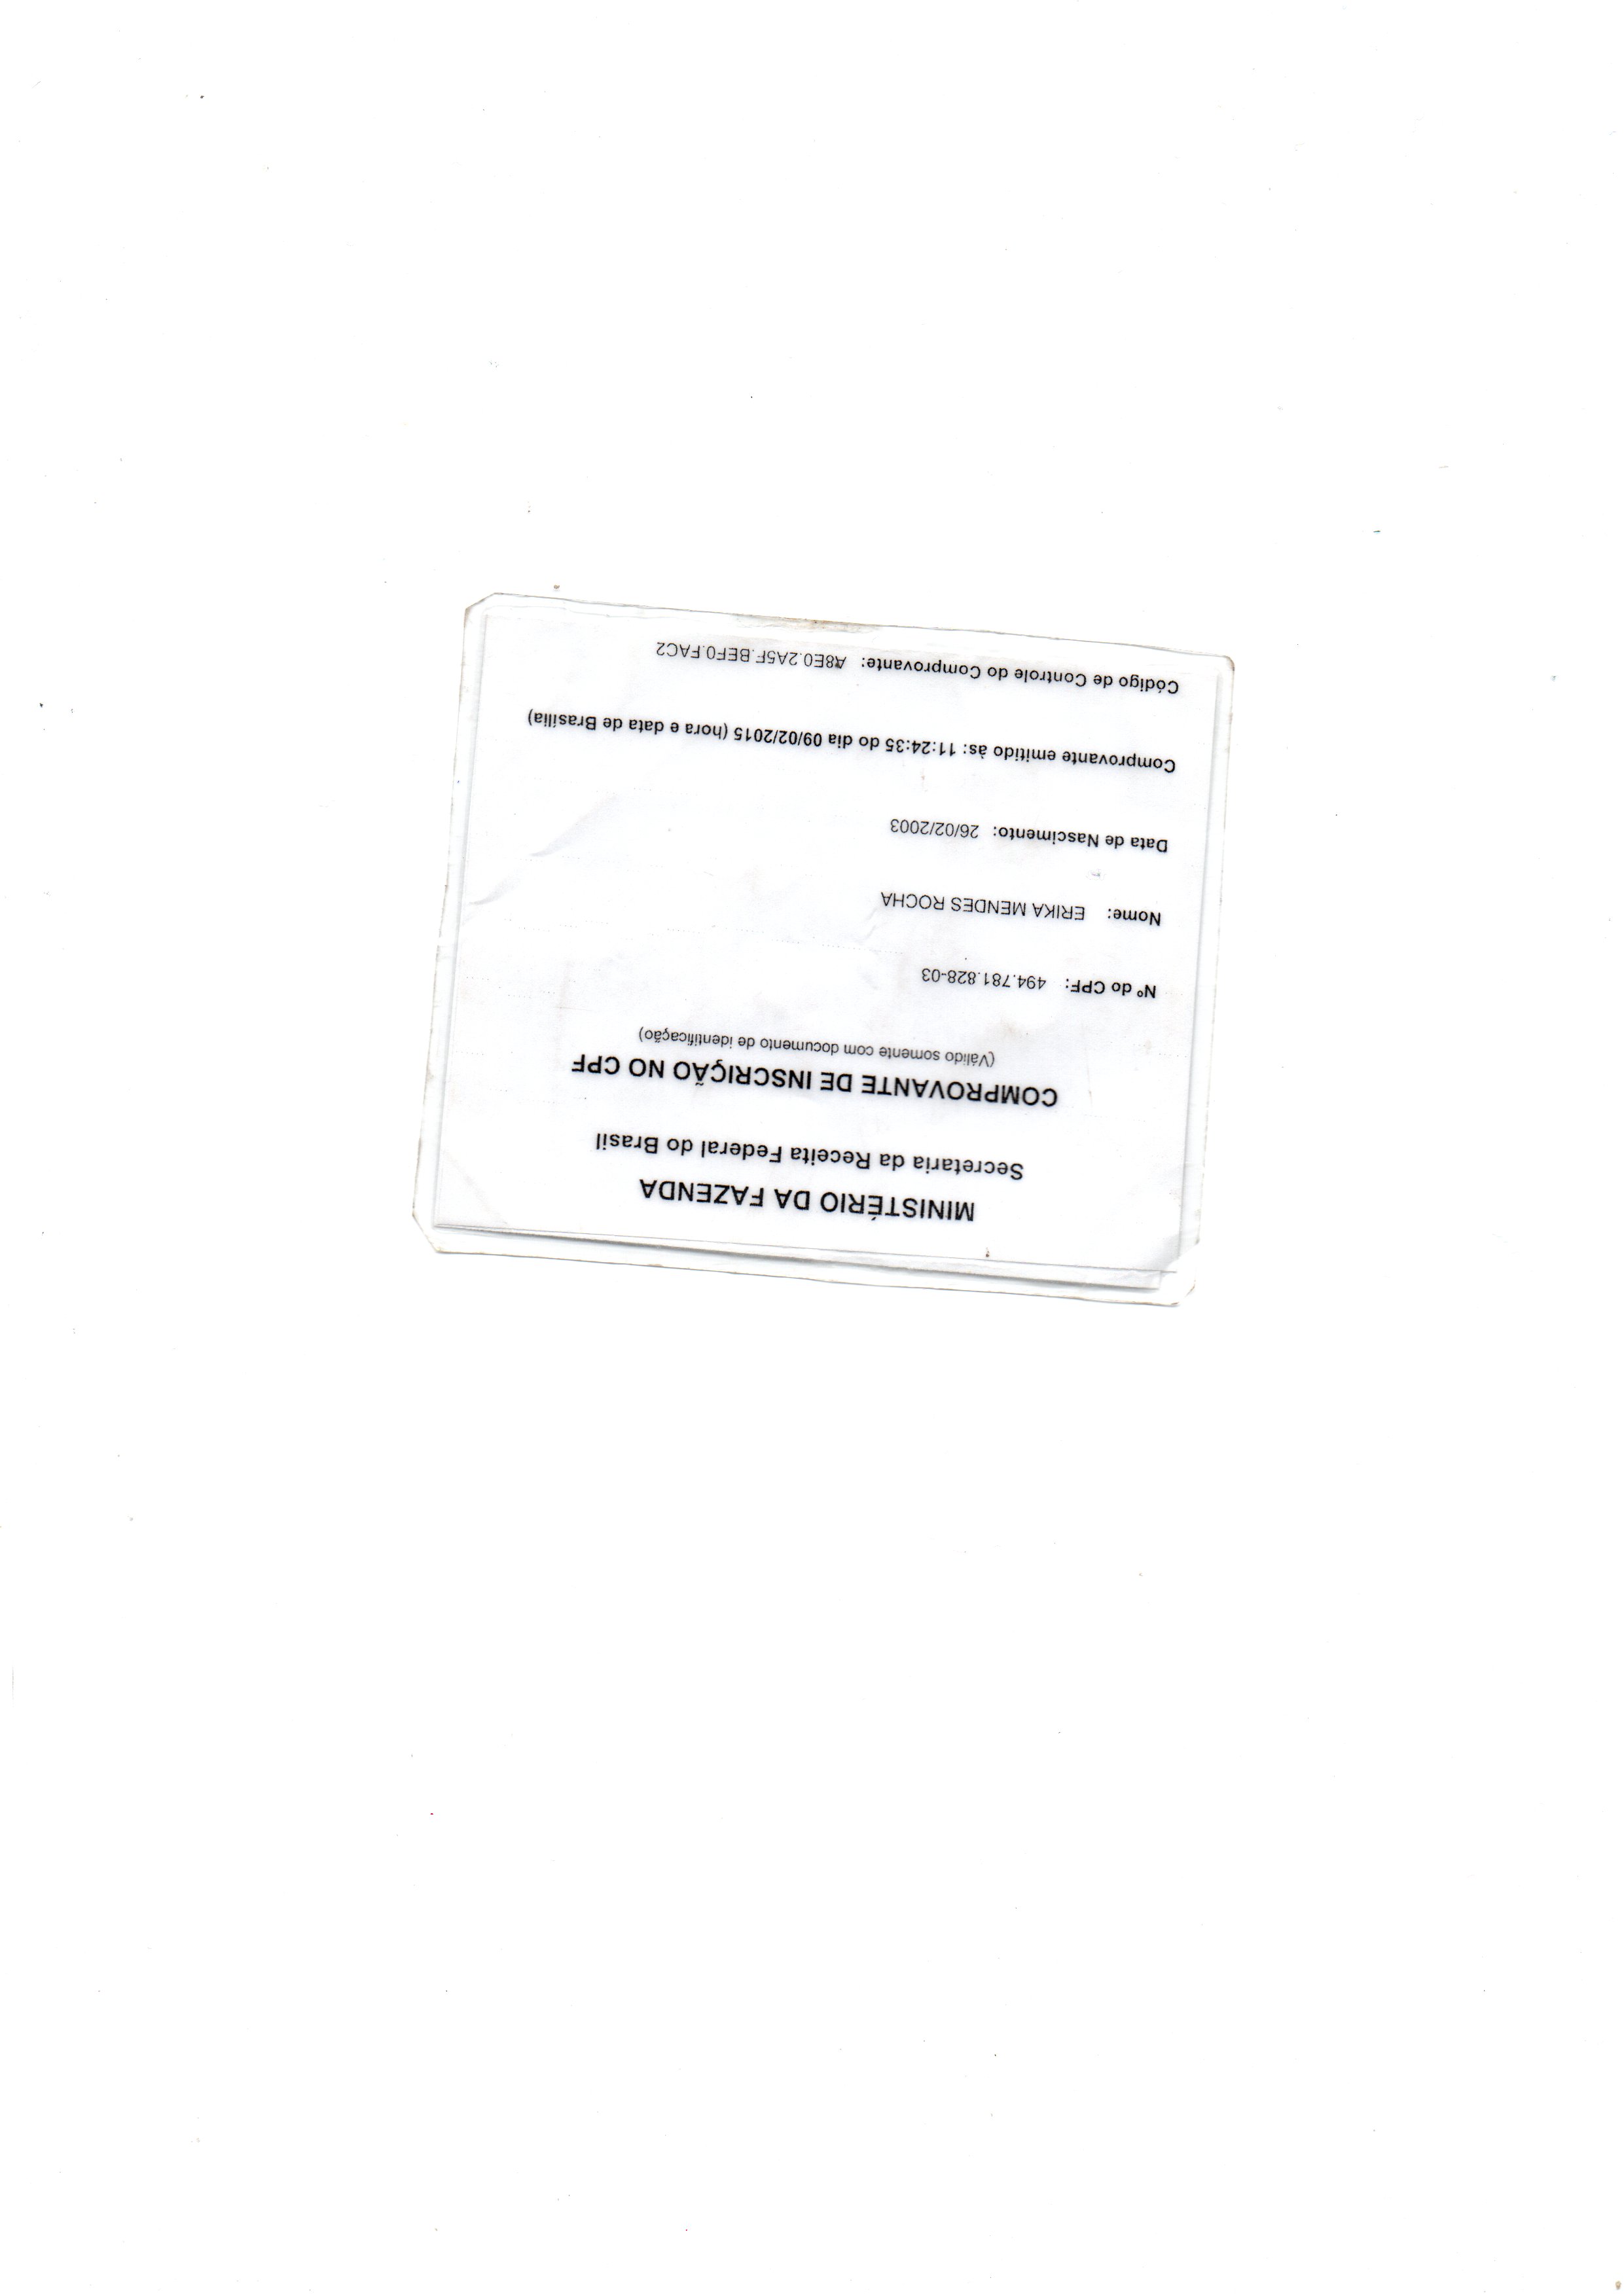 MINISTÉRIO DA FAZENDA
Secretaria da Receita Federal do Brasil
COMPROVANTE DE INSCRIÇÃO NO CPF
(Válido somente com documento de identificação)
Nº do CPF: 494.781.828-03
Nome: ERIKA MENDES ROCHA
Data de Nascimento: 26/02/2003
Comprovante emitido às: 11:24:35 do dia 09/02/2015 (hora e data de Brasília)
Código de Controle do Comprovante: A8E0.2A5F.BEF0.FAC2